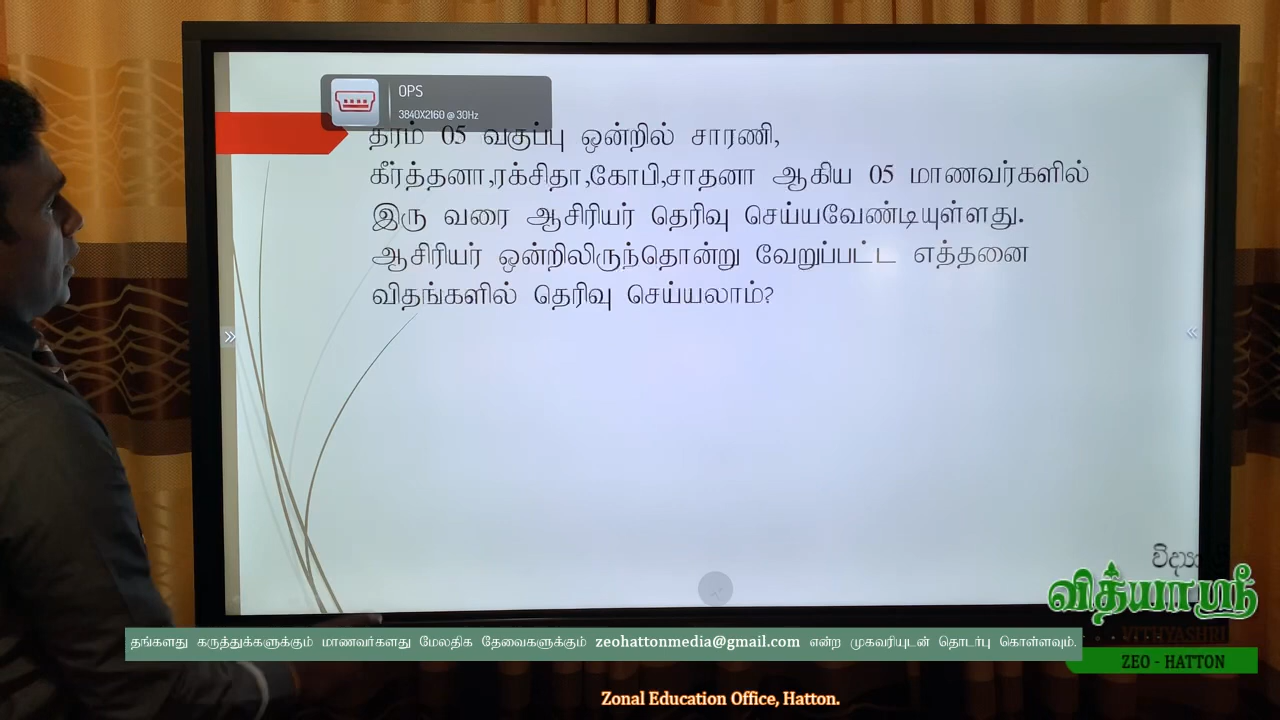 OPS
3840X2160 @ 30Hz
தரம் 05 வகுப்பு ஒன்றில் சாரணி,
கீர்த்தனா,ரக்சிதா,கோபி,சாதனா ஆகிய 05 மாணவர்களில்
இரு வரை ஆசிரியர் தெரிவு செய்யவேண்டியுள்ளது.
ஆசிரியர் ஒன்றிலிருந்தொன்று வேறுப்பட்ட எத்தனை
விதங்களில் தெரிவு செய்யலாம்?
வித்யாஸ்ரீ
VITHYASHRI
ZEO - HATTON
தங்களது கருத்துக்களுக்கும் மாணவர்களது மேலதிக தேவைகளுக்கும் zeohattonmedia@gmail.com என்ற முகவரியுடன் தொடர்பு கொள்ளவும்.
Zonal Education Office, Hatton.